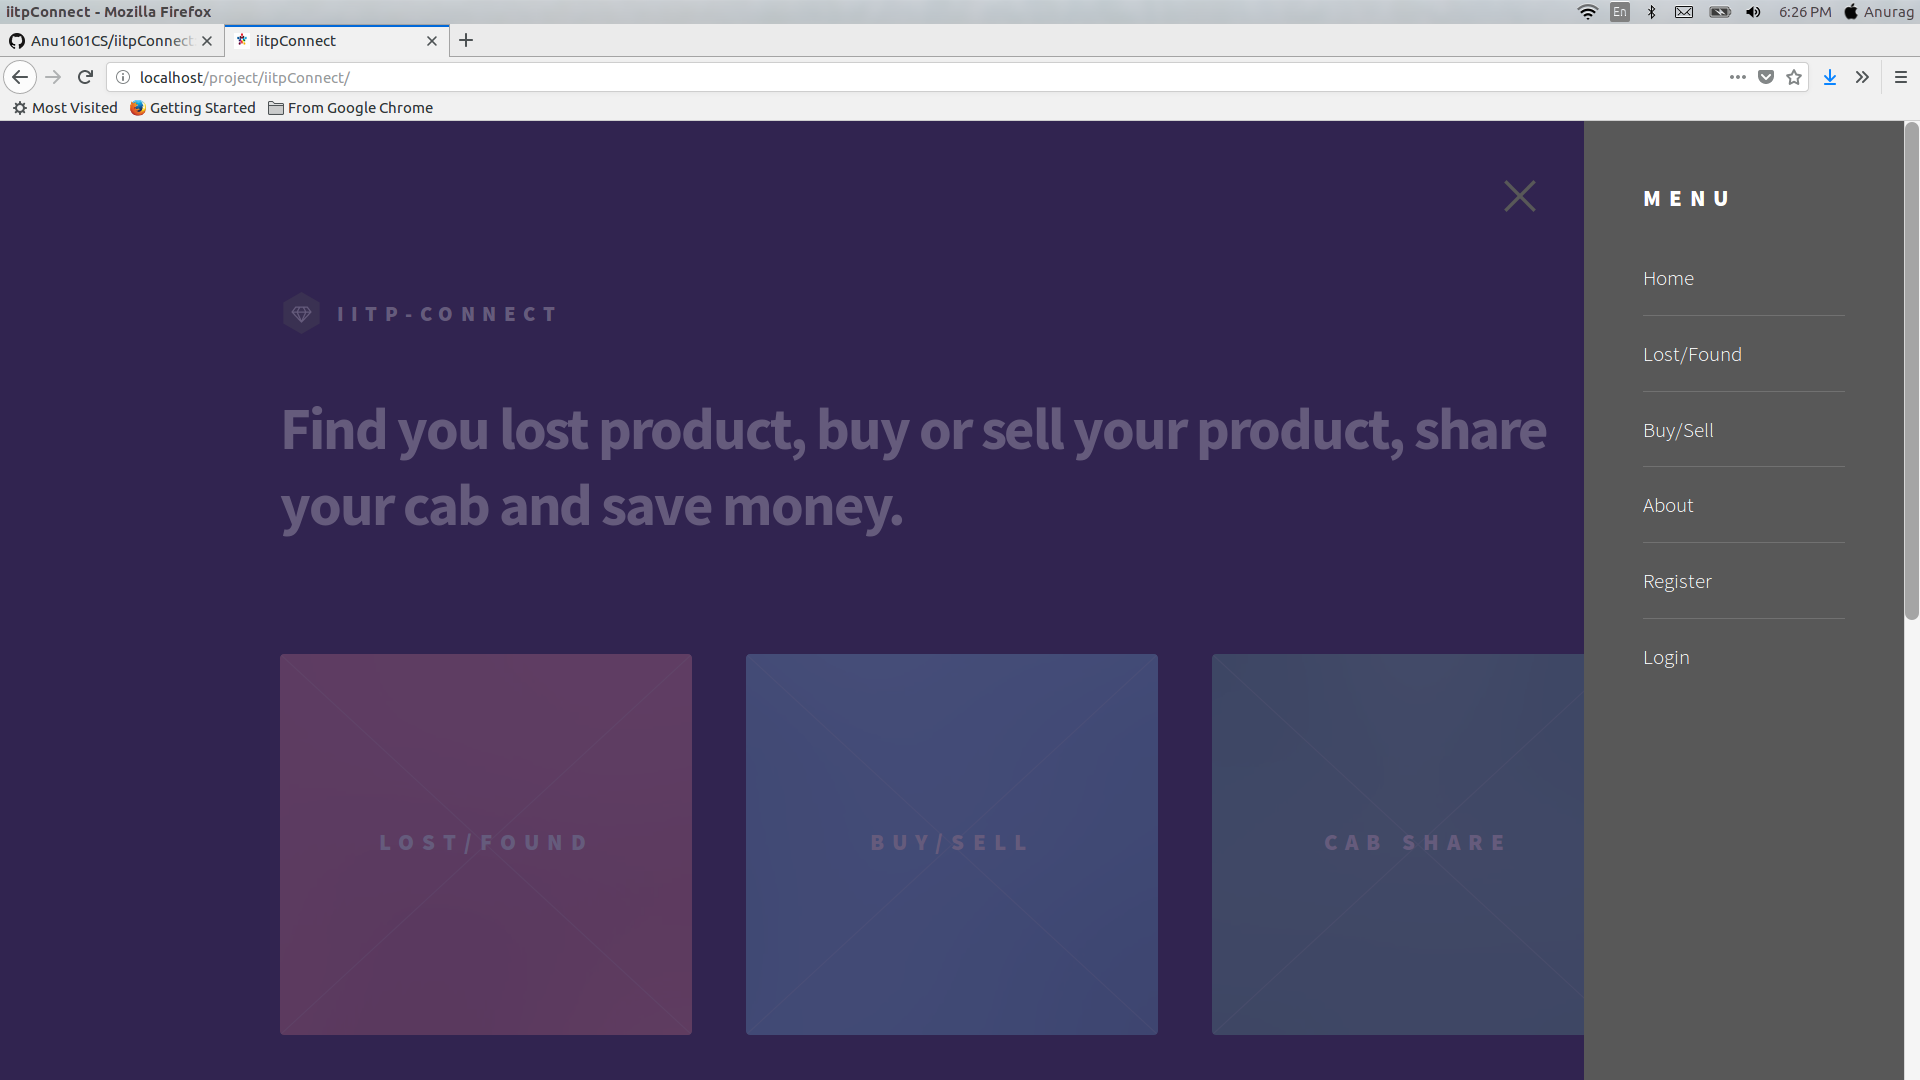 iitpConnect - Mozilla Firefox
En
6:26 PM
Anurag
Anu1601CS/iitpConnect
iitpConnect
localhost/project/iitpConnect/
Most Visited
Getting Started
From Google Chrome
IITP-CONNECT
Find you lost product, buy or sell your product, share
your cab and save money.
LOST/FOUND
BUY/SELL
CAB SHARE
MENU
Home
Lost/Found
Buy/Sell
About
Register
Login